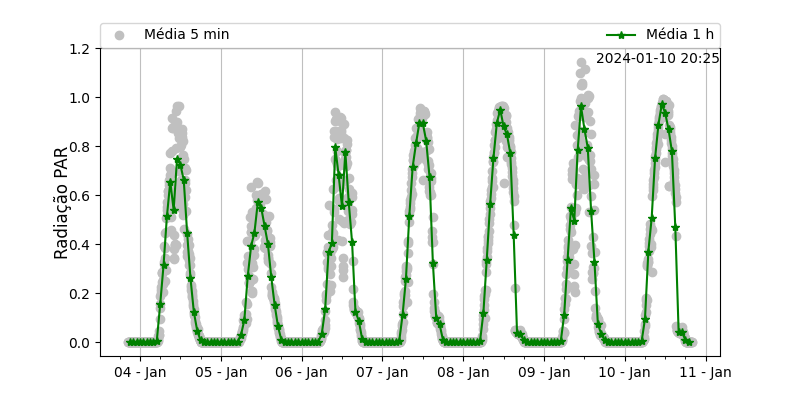 Média 5 min
Média 1 h
2024-01-10 20:25
Radiação PAR
1.2
1.0
0.8
0.6
0.4
0.2
0.0
04 - Jan
05 - Jan
06 - Jan
07 - Jan
08 - Jan
09 - Jan
10 - Jan
11 - Jan